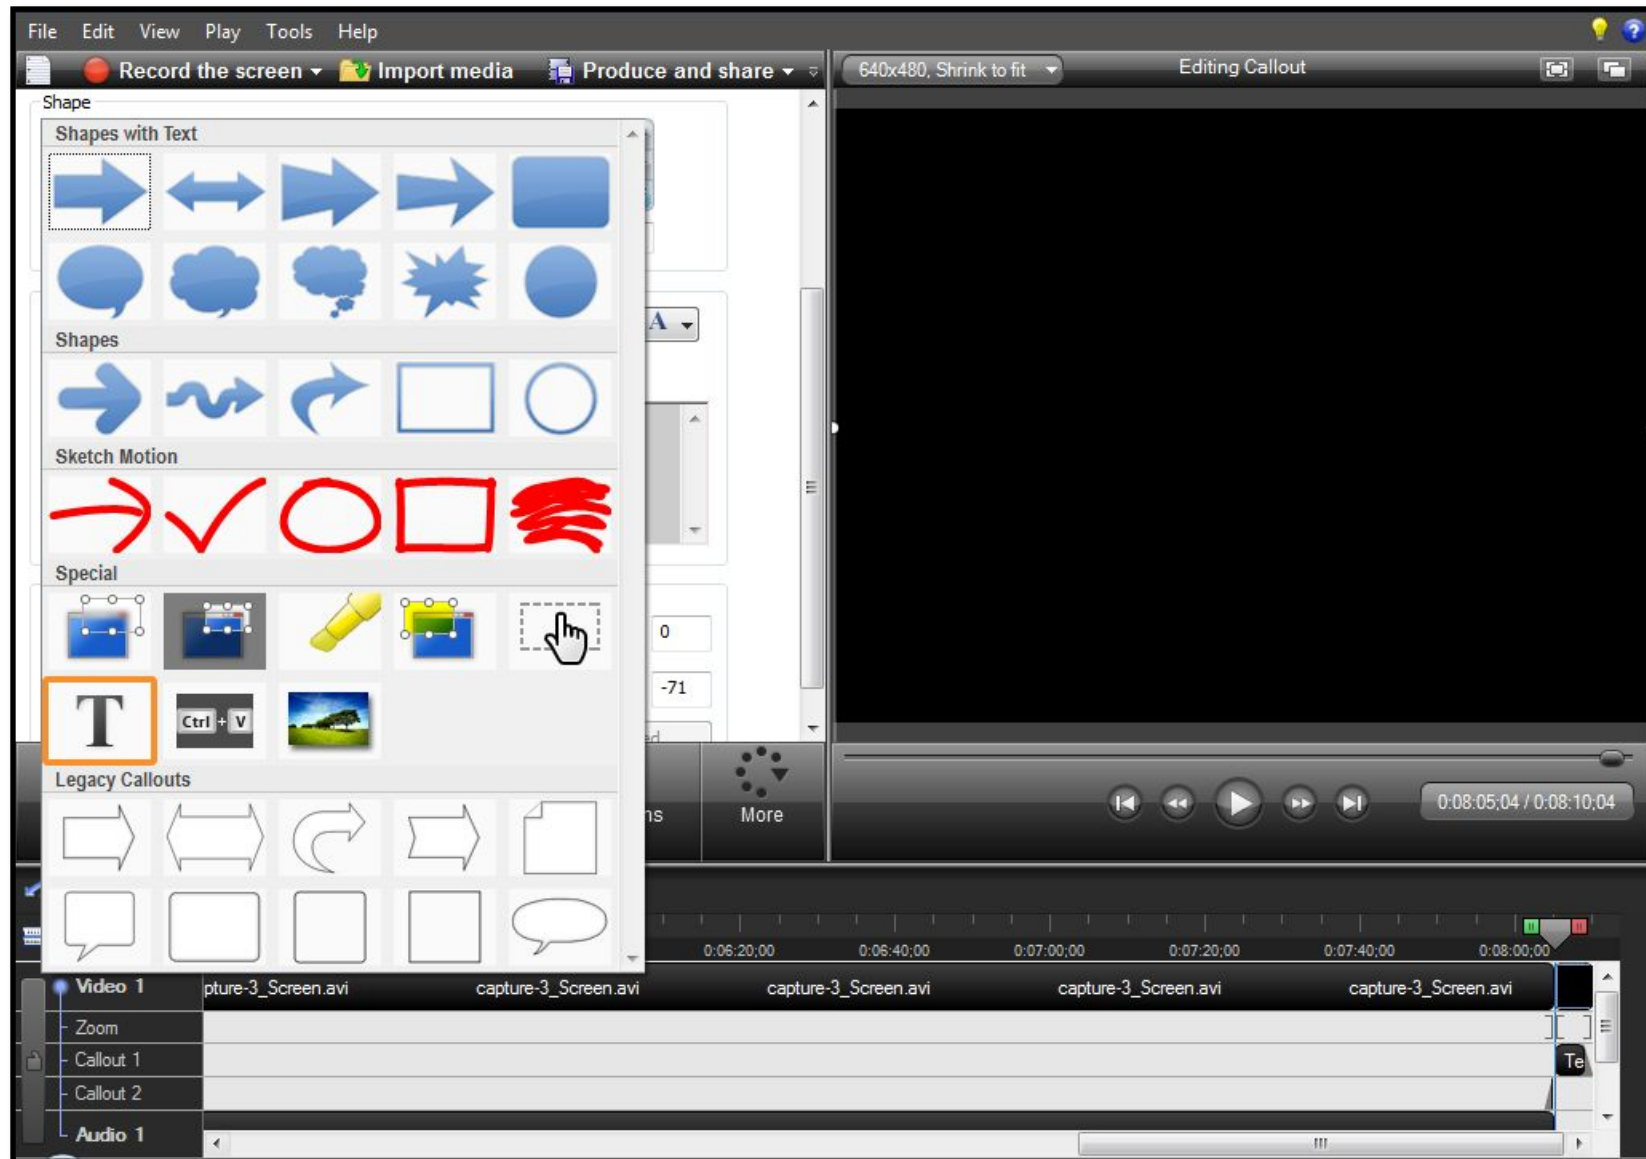 File Edit View Play Tools Help
Record the screen Import media Produce and share
640x480, Shrink to fit Editing Callout
Shape
Shapes with Text
A
Shapes
Sketch Motion
Special
0
-71
T Ctrl + V
Legacy Callouts
More
0:08:05;04 / 0:08:10;04
0:06:20;00 0:06:40;00 0:07:00;00 0:07:20;00 0:07:40;00 0:08:00;00
Video 1 pture-3_Screen.avi capture-3_Screen.avi capture-3_Screen.avi capture-3_Screen.avi capture-3_Screen.avi
Zoom
Callout 1 Te
Callout 2
Audio 1